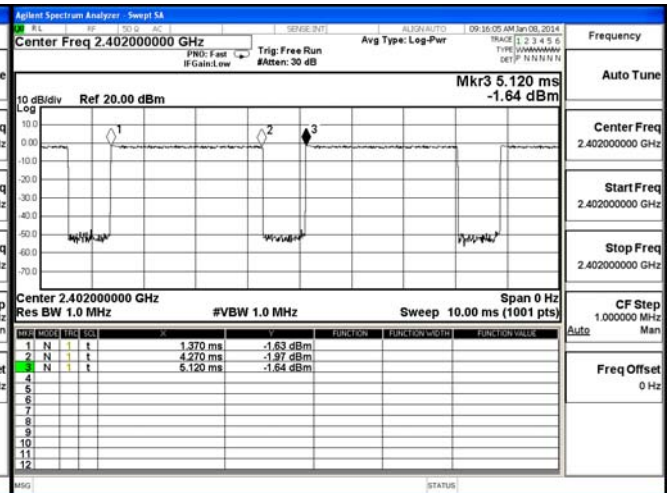 Agilent Spectrum Analyzer - Swept SA
RL RF 50 Ω AC SENSE:INT ALIGN AUTO 09:16:05 AM Jan 08, 2014
Center Freq 2.402000000 GHz
PNO: Fast
IFGain:Low
Trig: Free Run
#Atten: 30 dB
Avg Type: Log-Pwr
TRACE 1 2 3 4 5 6
TYPE
DET P N N N N N
Mkr3 5.120 ms
-1.64 dBm
10 dB/div Ref 20.00 dBm
Log
10.0
0.00
-10.0
-20.0
-30.0
-40.0
-50.0
-60.0
-70.0
1
2
3
Center 2.402000000 GHz Span 0 Hz
Res BW 1.0 MHz #VBW 1.0 MHz Sweep 10.00 ms (1001 pts)
MKR MODE TRC SCL X Y FUNCTION FUNCTION WIDTH FUNCTION VALUE
1 N 1 t 1.370 ms -1.63 dBm
2 N 1 t 4.270 ms -1.97 dBm
3 N 1 t 5.120 ms -1.64 dBm
4
5
6
7
8
9
10
11
12
MSG STATUS
Frequency
Auto Tune
Center Freq
2.402000000 GHz
Start Freq
2.402000000 GHz
Stop Freq
2.402000000 GHz
CF Step
1.000000 MHz
Auto Man
Freq Offset
0 Hz